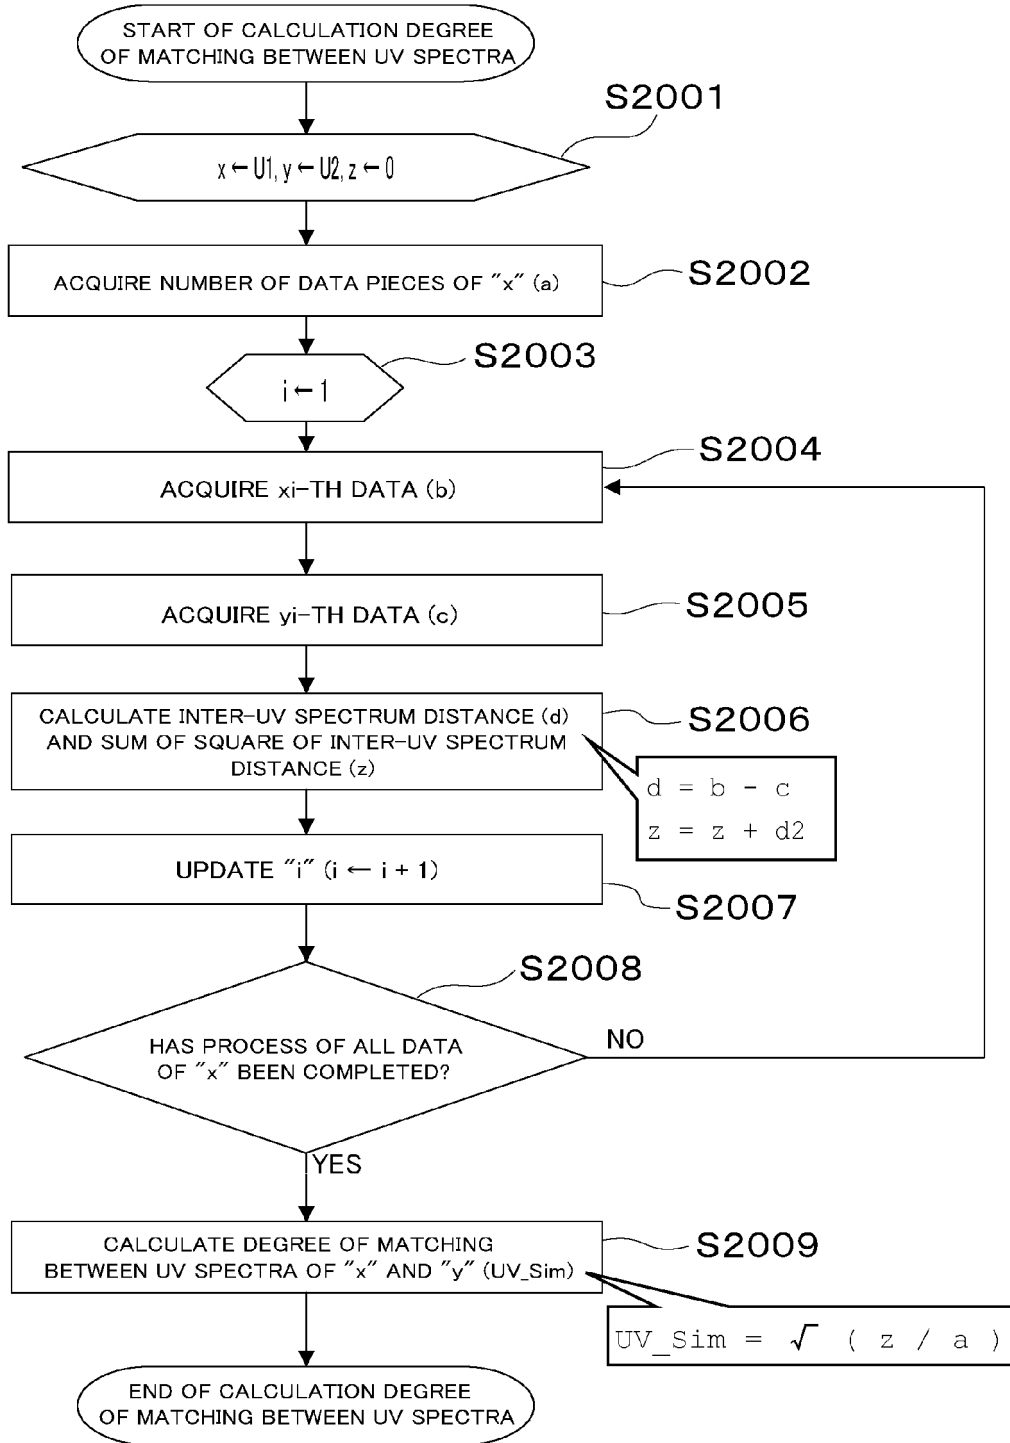 START OF CALCULATION DEGREE
OF MATCHING BETWEEN UV SPECTRA
S2001
x ← U1, y ← U2, z ← 0
S2002
ACQUIRE NUMBER OF DATA PIECES OF "x" (a)
S2003
i ← 1
S2004
ACQUIRE xi-TH DATA (b)
S2005
ACQUIRE yi-TH DATA (c)
S2006
CALCULATE INTER-UV SPECTRUM DISTANCE (d)
AND SUM OF SQUARE OF INTER-UV SPECTRUM
DISTANCE (z)
d = b - c
z = z + d2
UPDATE "i" (i ← i + 1)
S2007
S2008
HAS PROCESS OF ALL DATA
OF "x" BEEN COMPLETED?
NO
YES
S2009
CALCULATE DEGREE OF MATCHING
BETWEEN UV SPECTRA OF "x" AND "y" (UV_Sim)
UV_Sim = √ ( z / a )
END OF CALCULATION DEGREE
OF MATCHING BETWEEN UV SPECTRA